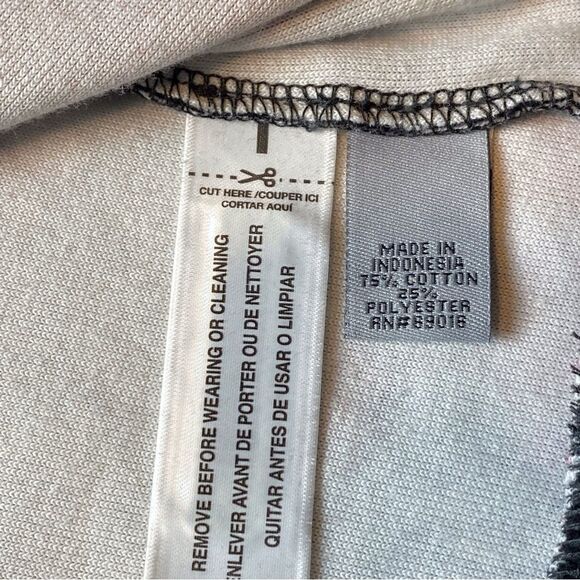 CUT HERE /COUPER ICI
CORTAR AQUÍ
REMOVE BEFORE WEARING OR CLEANING
ENLEVER AVANT DE PORTER OU DE NETTOYER
QUITAR ANTES DE USAR O LIMPIAR
MADE IN
INDONESIA
75% COTTON
25%
POLYESTER
RN#69016